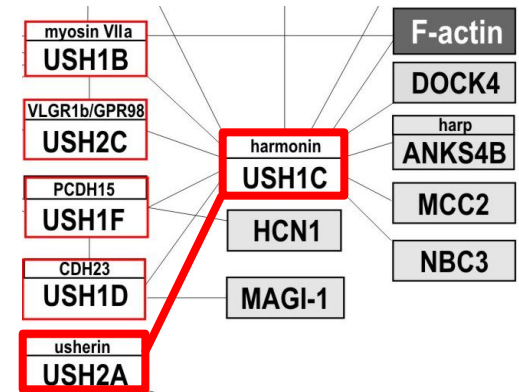 myosin VIIa
USH1B
VLGR1b/GPR98
USH2C
PCDH15
USH1F
CDH23
USH1D
usherin
USH2A
harmonin
USH1C
HCN1
MAGI-1
F-actin
DOCK4
harp
ANKS4B
MCC2
NBC3